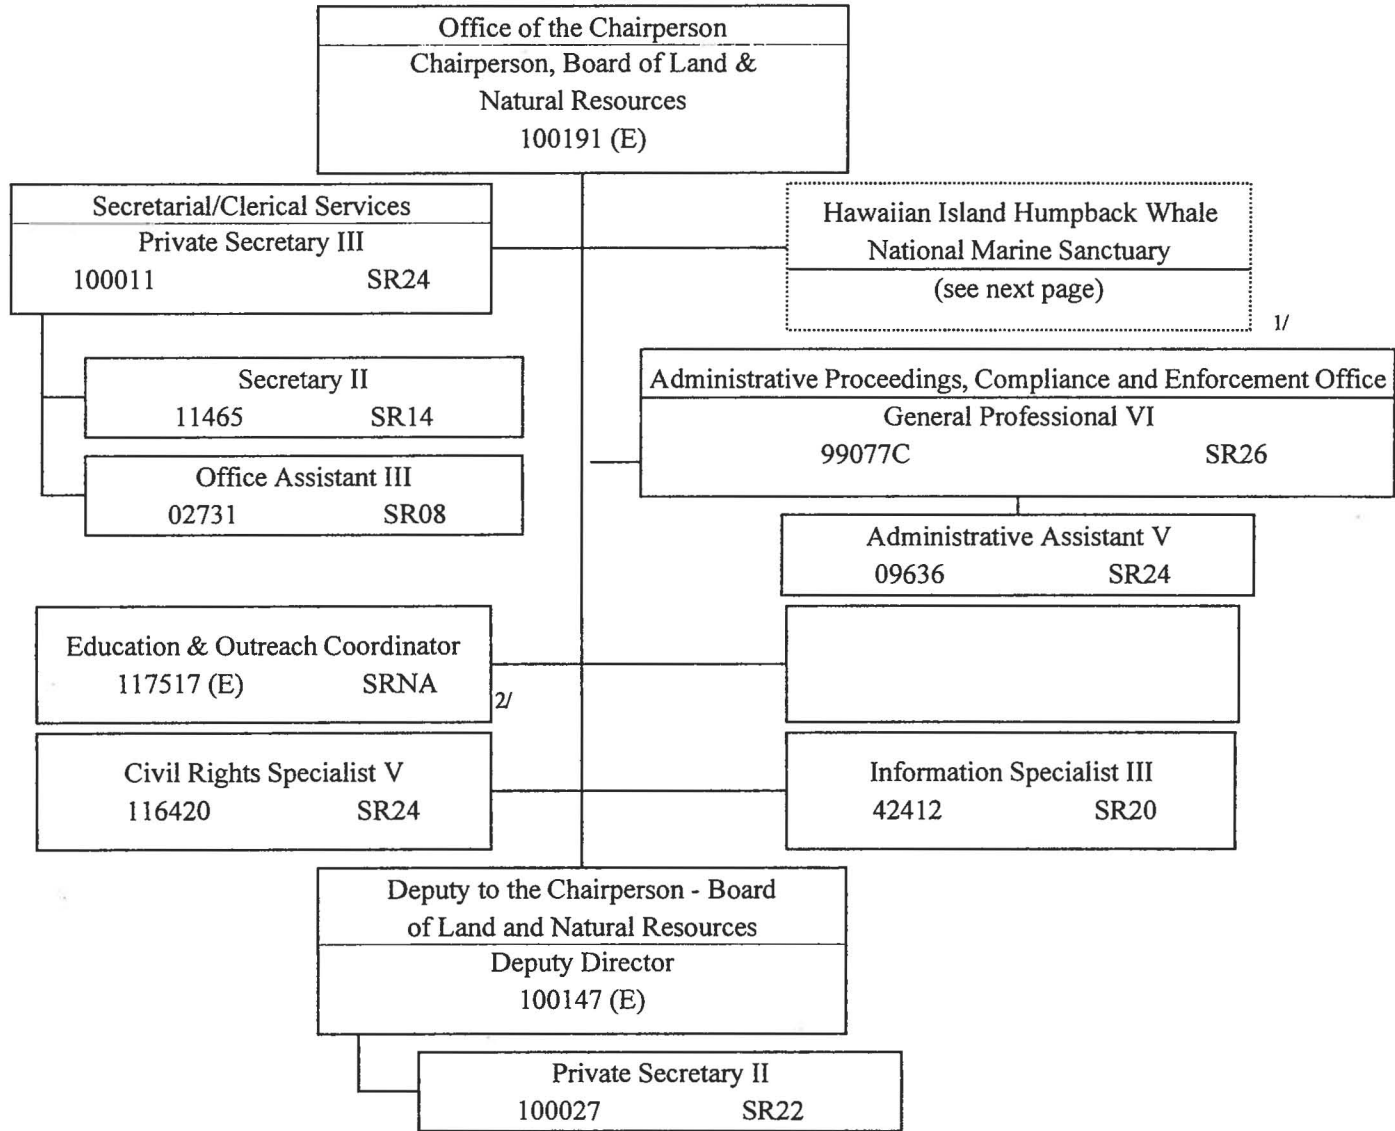 Office of the Chairperson
Chairperson, Board of Land &
Natural Resources
100191 (E)
Secretarial/Clerical Services
Private Secretary III
100011 SR24
Hawaiian Island Humpback Whale
National Marine Sanctuary
(see next page)
1/
Secretary II
11465 SR14
Office Assistant III
02731 SR08
Administrative Proceedings, Compliance and Enforcement Office
General Professional VI
99077C SR26
Administrative Assistant V
09636 SR24
Education & Outreach Coordinator
117517 (E) SRNA
2/
Civil Rights Specialist V
116420 SR24
Information Specialist III
42412 SR20
Deputy to the Chairperson - Board
of Land and Natural Resources
Deputy Director
100147 (E)
Private Secretary II
100027 SR22